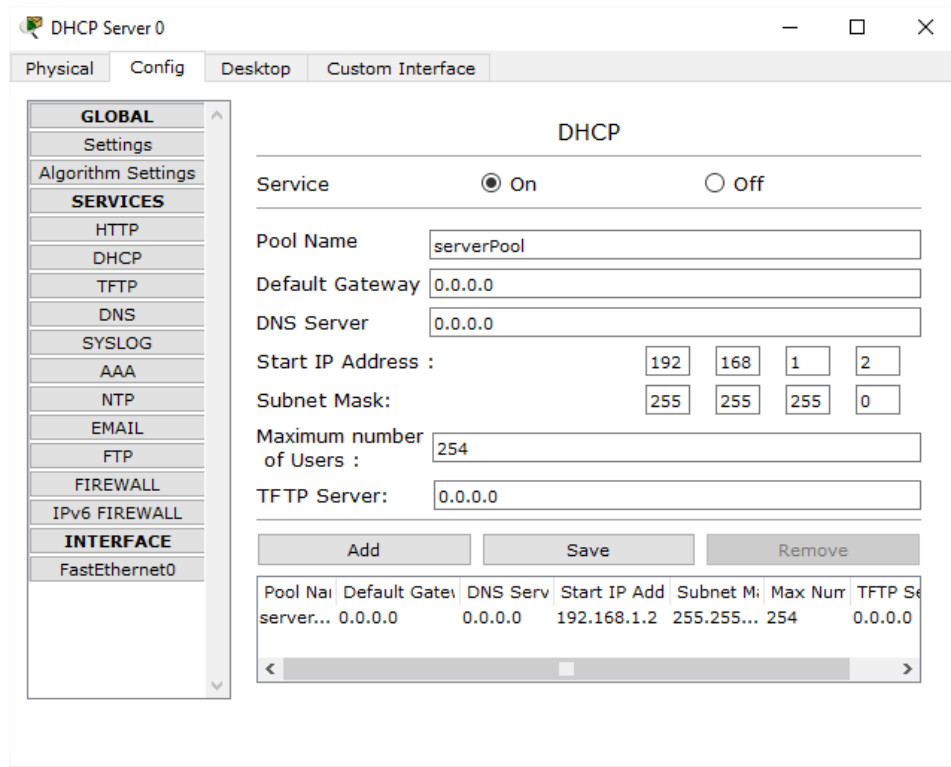 DHCP Server 0
Physical Config Desktop Custom Interface
GLOBAL
Settings
Algorithm Settings
SERVICES
HTTP
DHCP
TFTP
DNS
SYSLOG
AAA
NTP
EMAIL
FTP
FIREWALL
IPv6 FIREWALL
INTERFACE
FastEthernet0
DHCP
Service On Off
Pool Name serverPool
Default Gateway 0.0.0.0
DNS Server 0.0.0.0
Start IP Address : 192 168 1 2
Subnet Mask: 255 255 255 0
Maximum number
of Users : 254
TFTP Server: 0.0.0.0
Add Save Remove
Pool Nai Default Gatew DNS Serv Start IP Add Subnet Ma Max Num TFTP Se
server... 0.0.0.0 0.0.0.0 192.168.1.2 255.255... 254 0.0.0.0